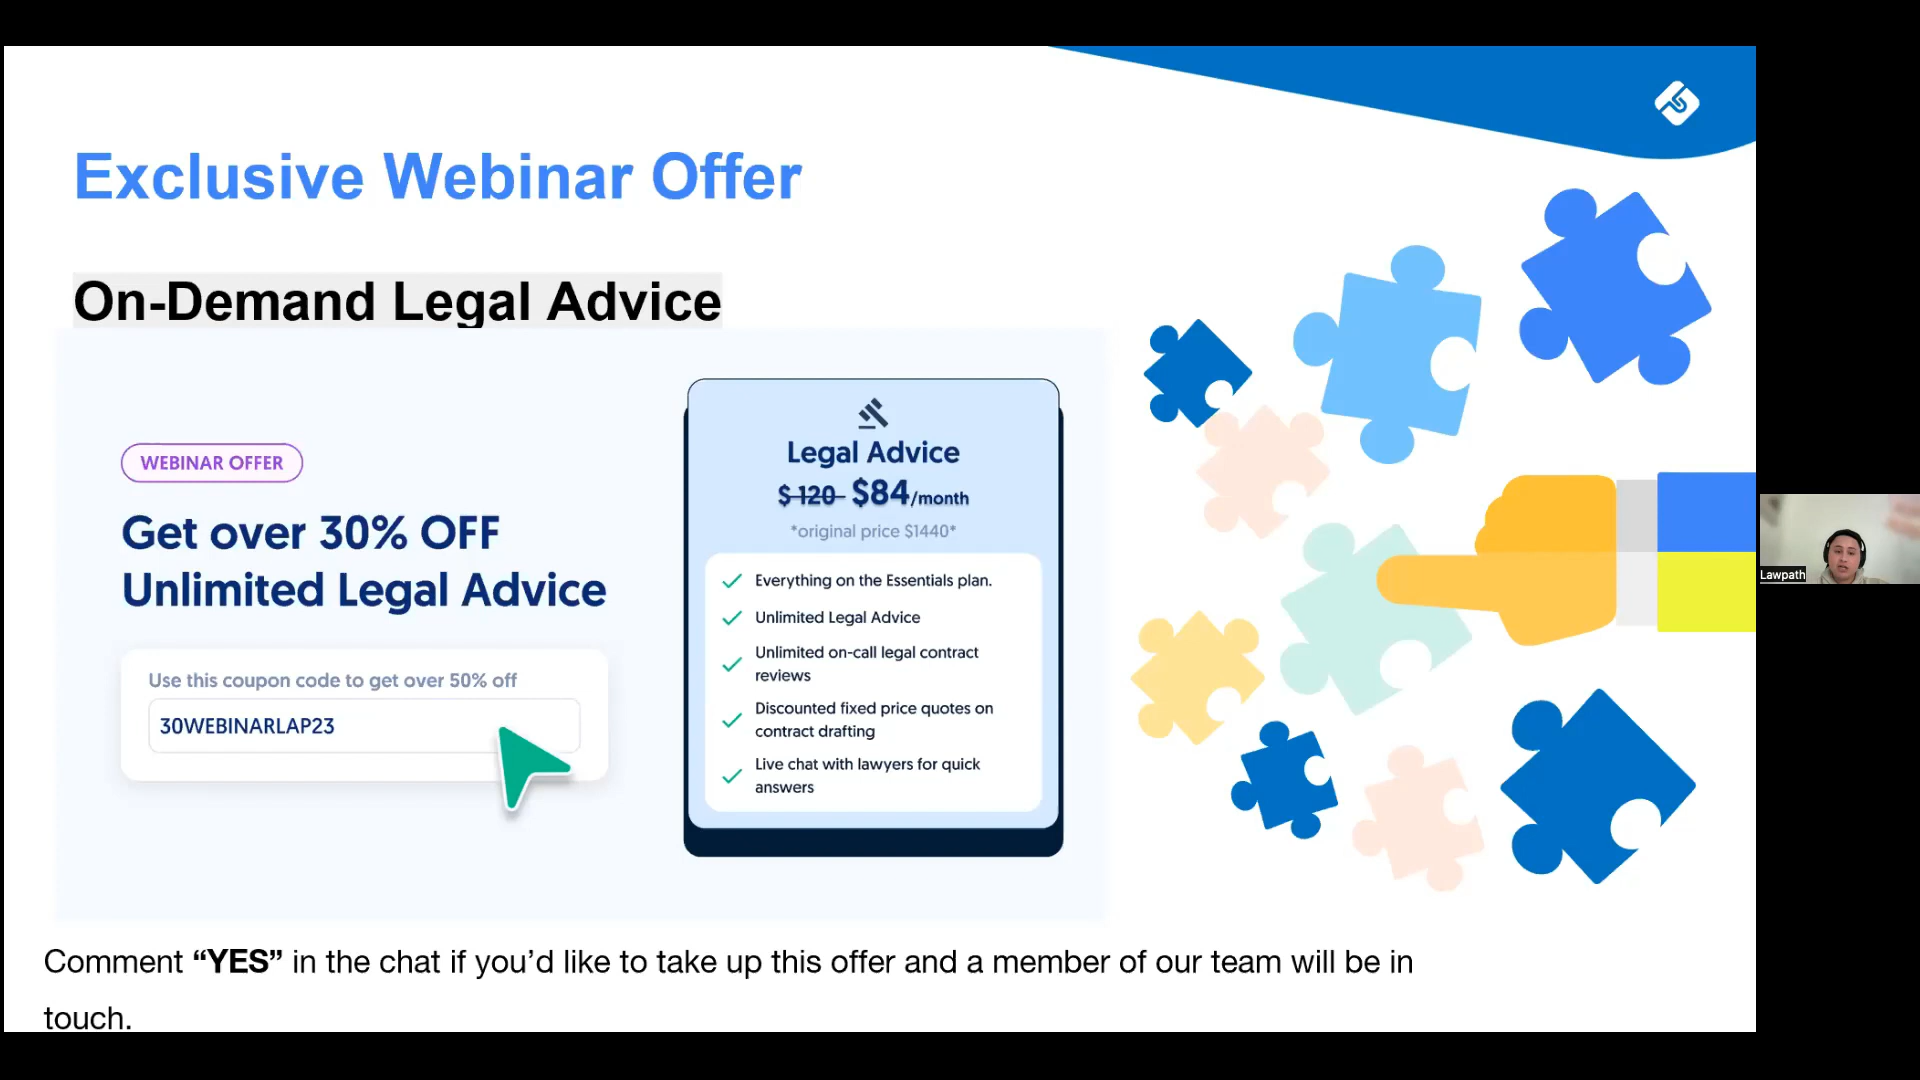 Exclusive Webinar Offer
On-Demand Legal Advice
WEBINAR OFFER
Get over 30% OFF
Unlimited Legal Advice
Use this coupon code to get over 50% off
30WEBINARLAP23
Legal Advice
$ 120 $84/month
*original price $1440*
Everything on the Essentials plan.
Unlimited Legal Advice
Unlimited on-call legal contract
reviews
Discounted fixed price quotes on
contract drafting
Live chat with lawyers for quick
answers
Comment “YES” in the chat if you’d like to take up this offer and a member of our team will be in
touch.
Lawpath